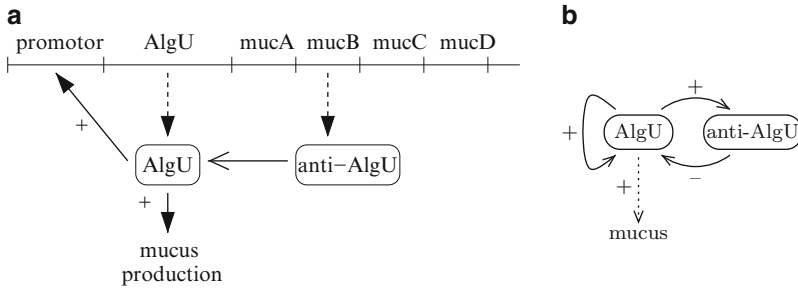 a
promotor AlgU mucA mucB mucC mucD
+
AlgU
anti−AlgU
+
mucus
production
b
+
+
AlgU
anti-AlgU
+
−
mucus